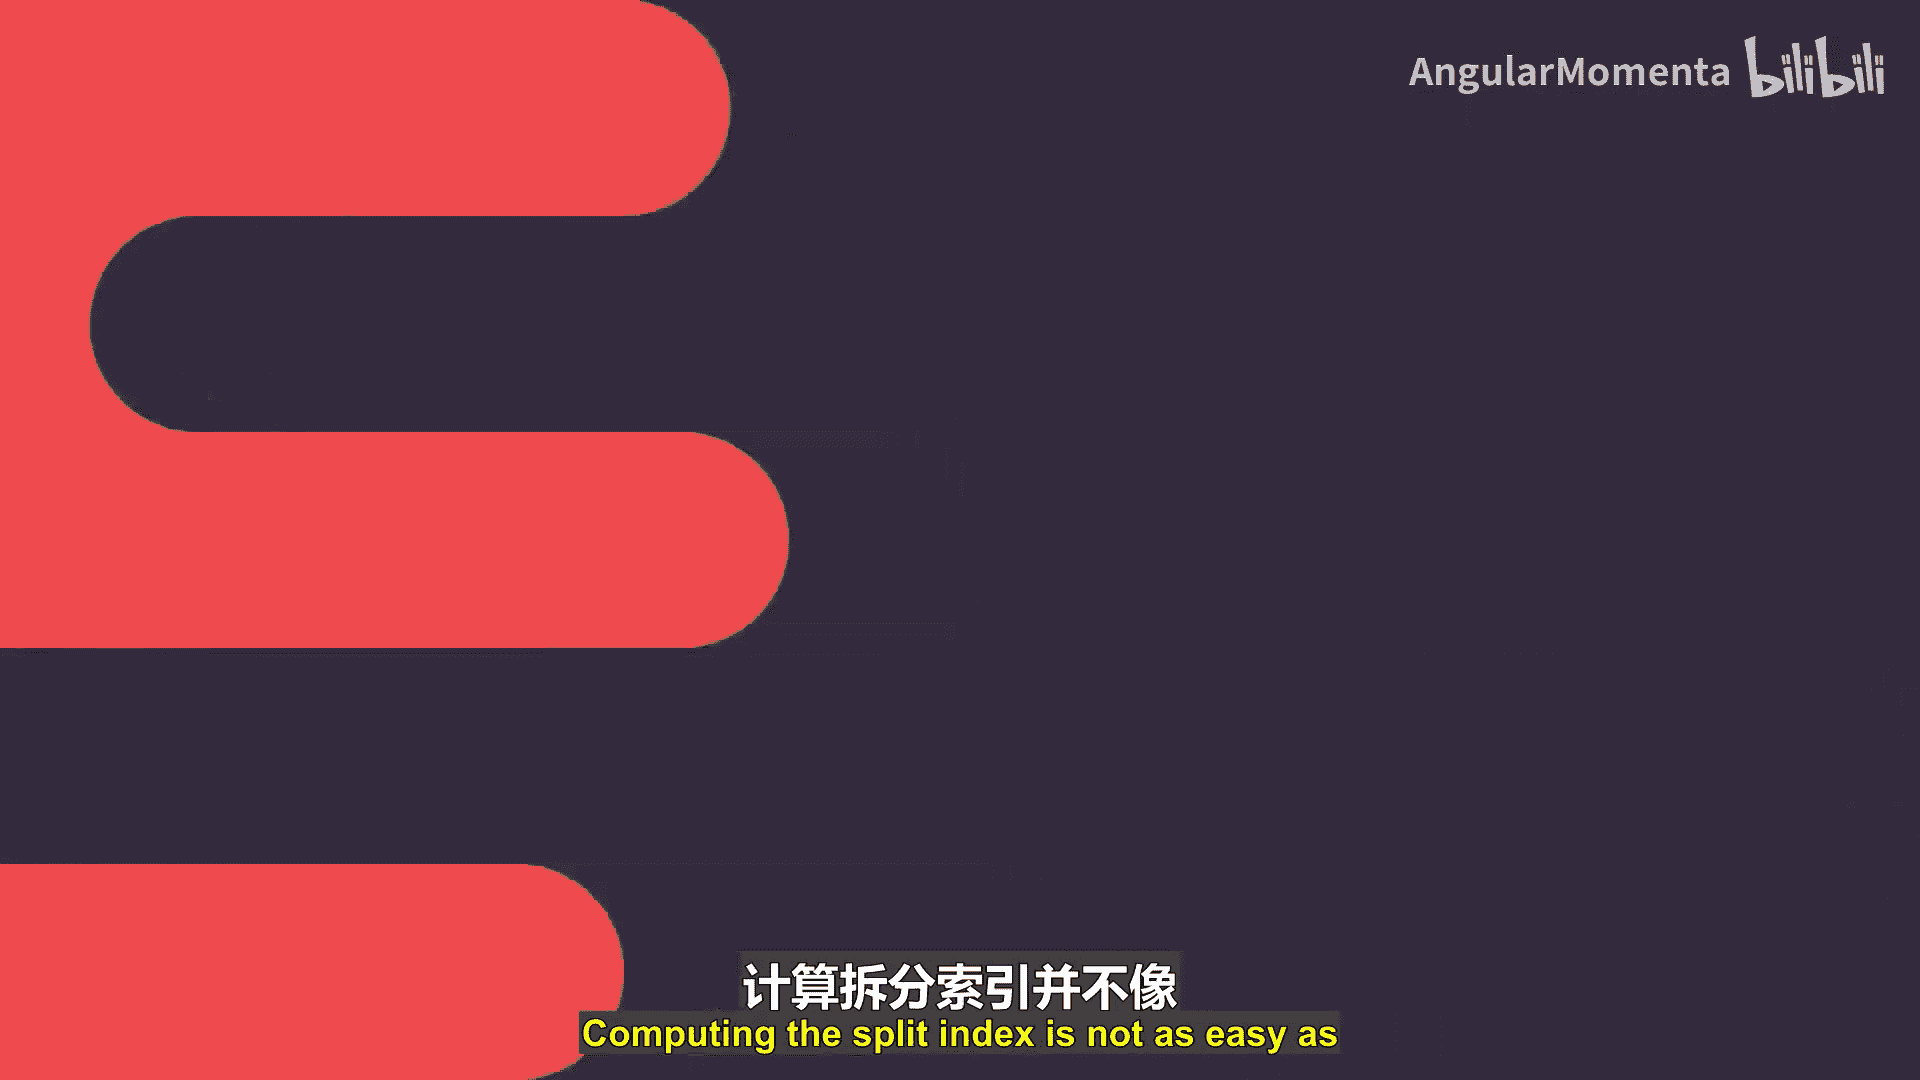 AngularMomenta bilibili
计算拆分索引并不像
Computing the split index is not as easy as